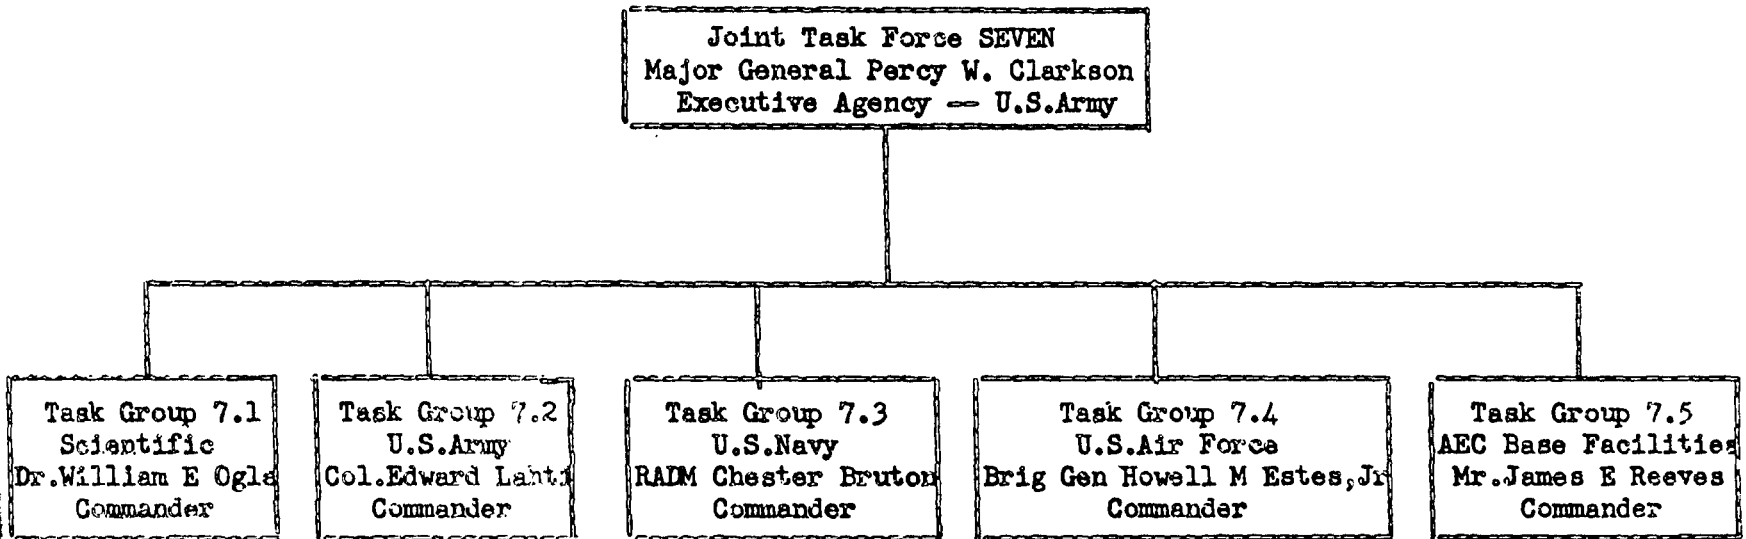 Joint Task Force SEVEN
Major General Percy W. Clarkson
Executive Agency -- U.S.Army
Task Group 7.1
Scientific
Dr.William E Ogle
Commander
Task Group 7.2
U.S.Army
Col.Edward Lahti
Commander
Task Group 7.3
U.S.Navy
RADM Chester Bruton
Commander
Task Group 7.4
U.S.Air Force
Brig Gen Howell M Estes,Jr
Commander
Task Group 7.5
AEC Base Facilities
Mr.James E Reeves
Commander